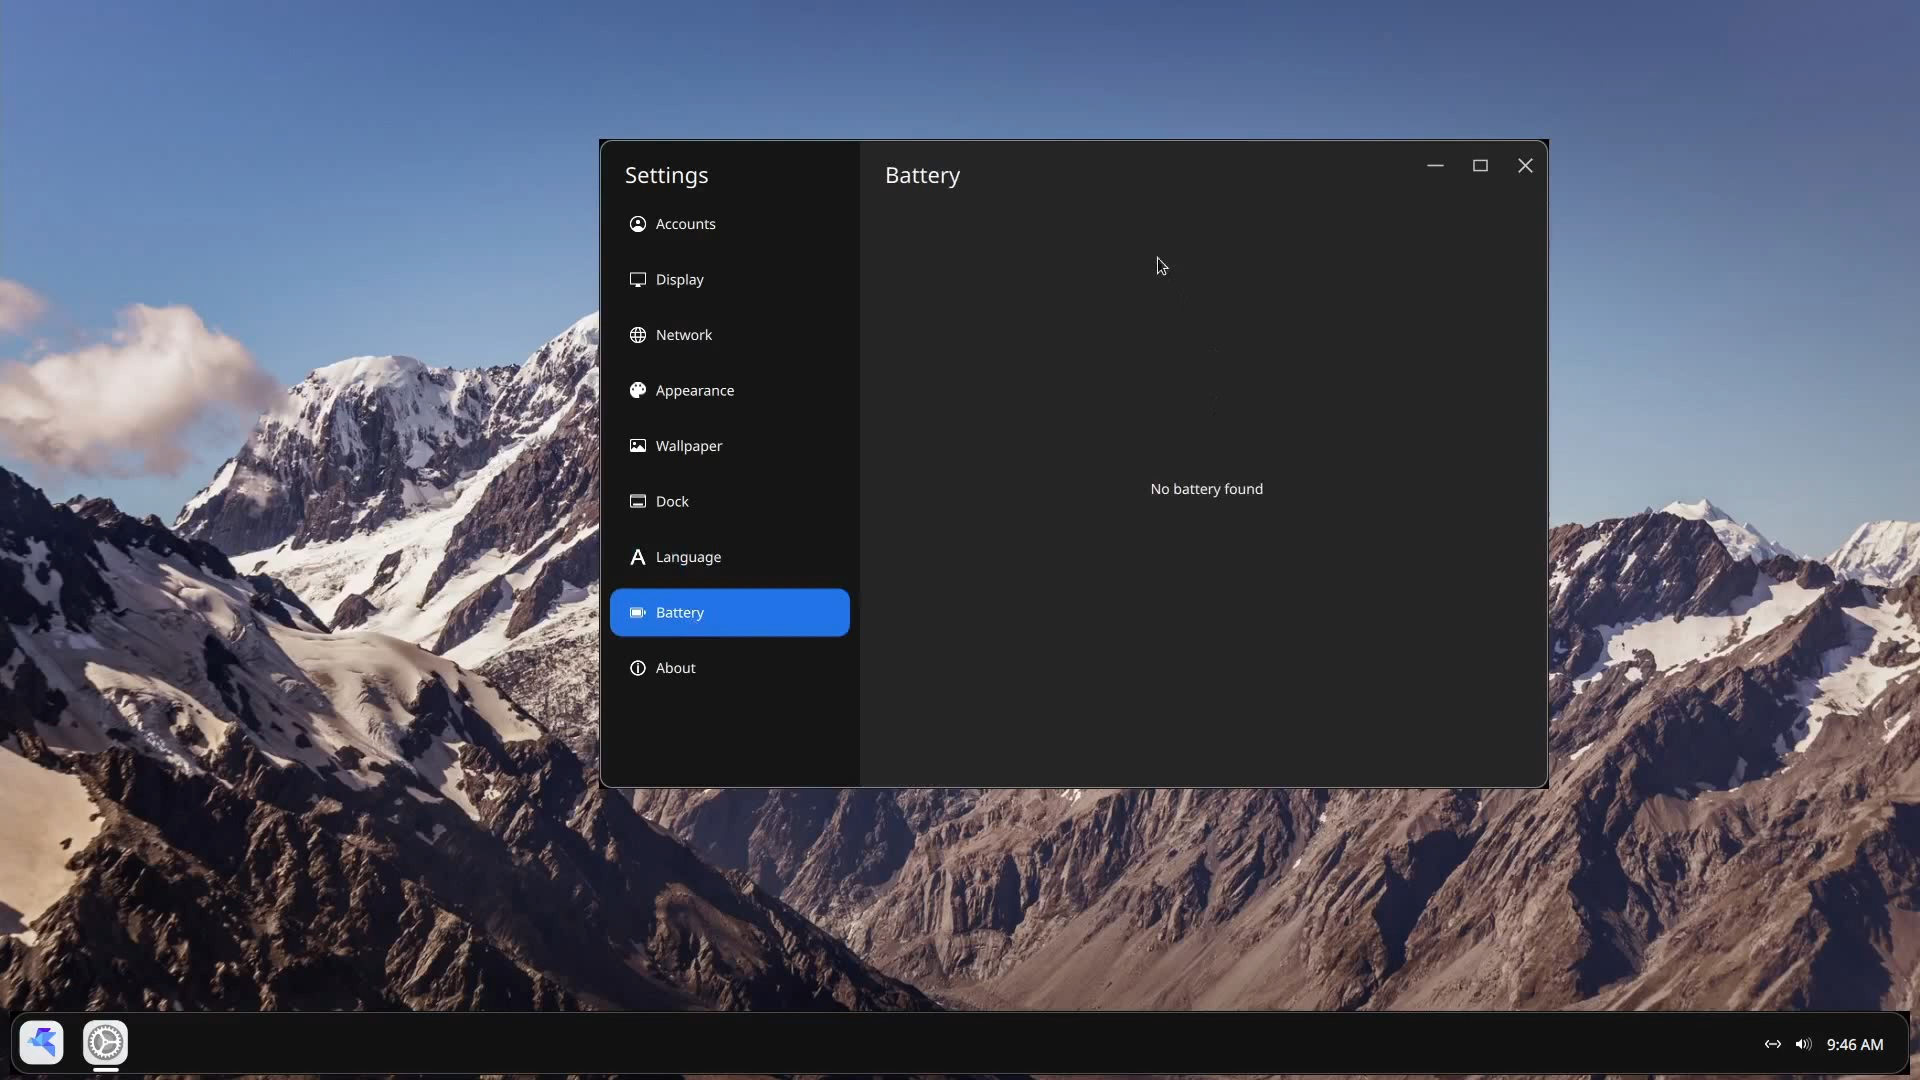 Settings
Accounts
Display
Network
Appearance
Wallpaper
Dock
Language
Battery
About
Battery
No battery found
9:46 AM